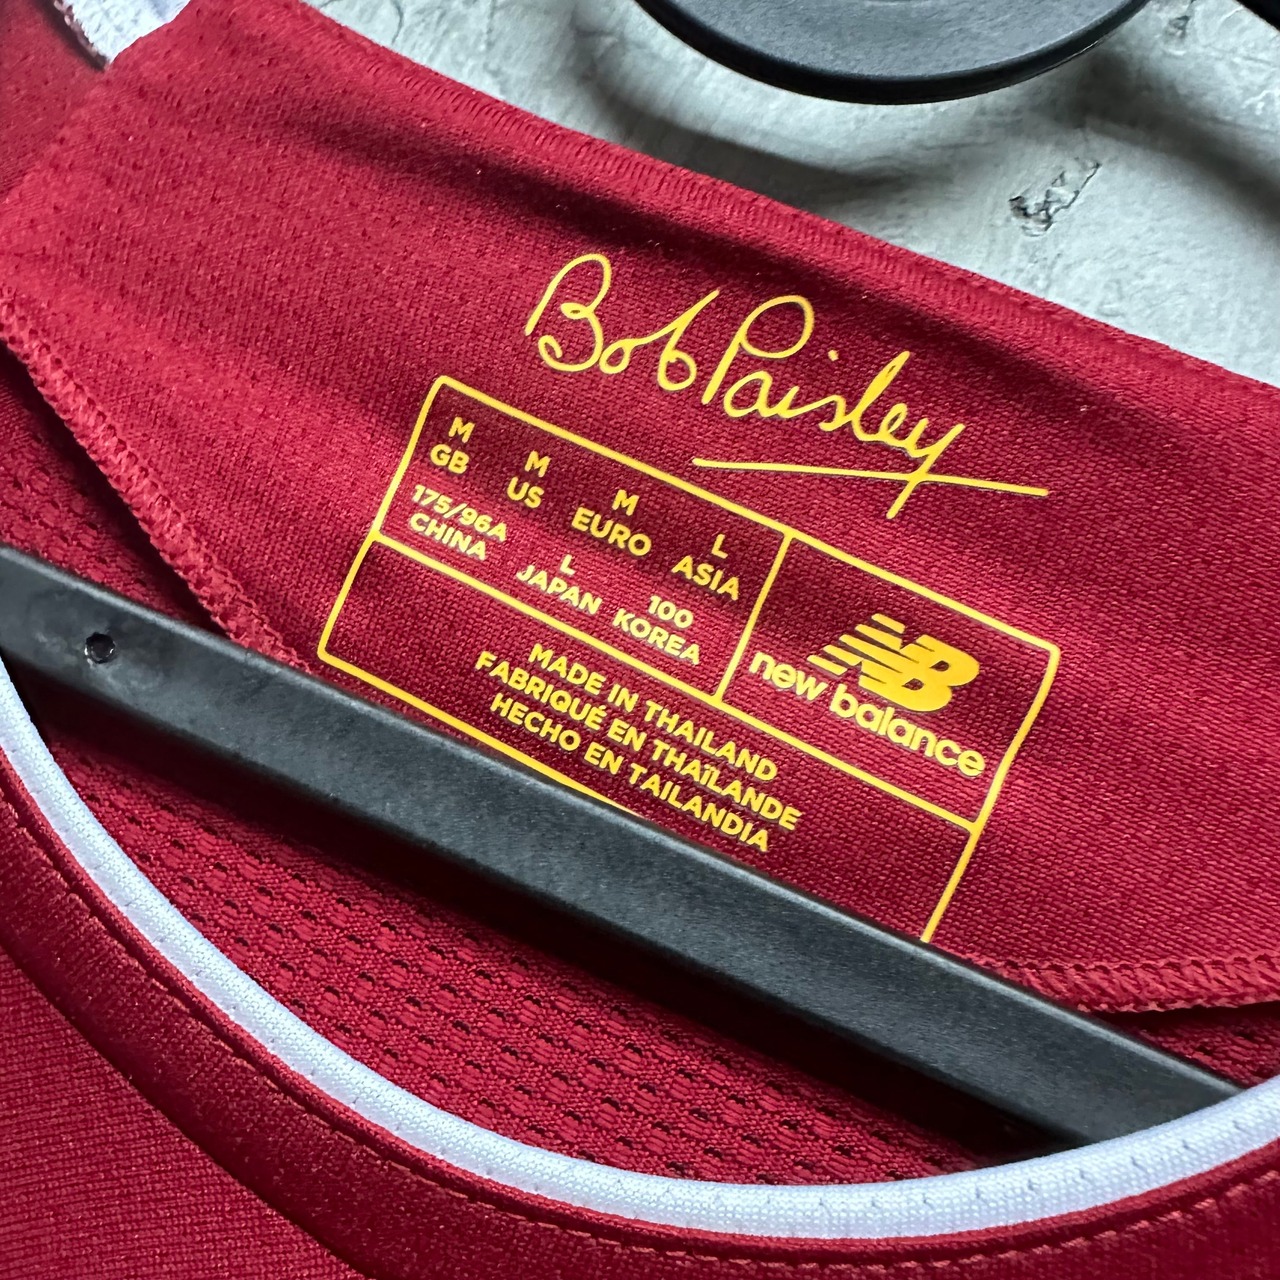 Bob Paisley
M M M L
GB US EURO ASIA
175/96A L 100
CHINA JAPAN KOREA
NB
new balance
MADE IN THAILAND
FABRIQUÉ EN THAÏLANDE
HECHO EN TAILANDIA